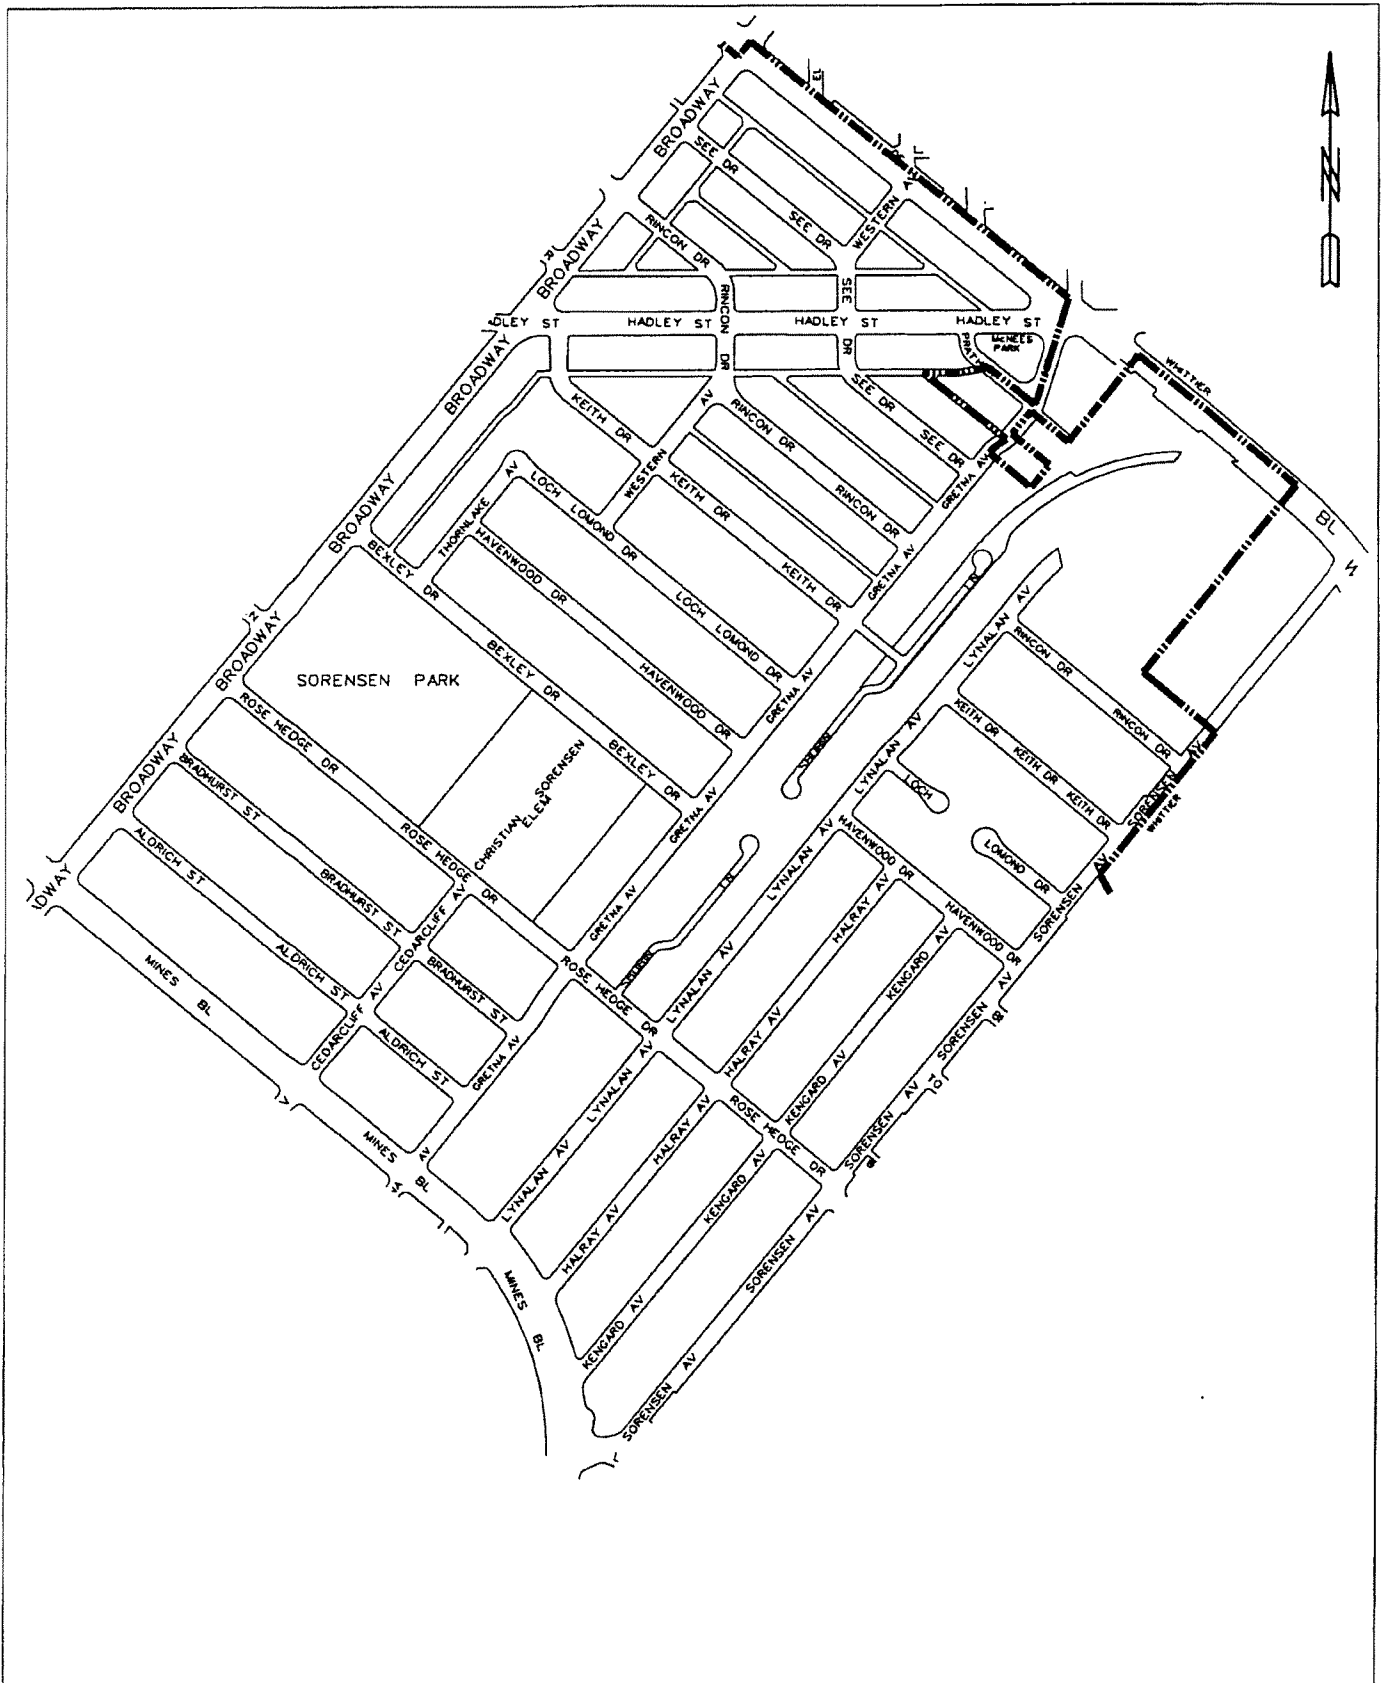 BROADWAY
13
SEE DR
WESTERN AV
SEE DR
RINCON DR
BROADWAY
N
SEE
RINCON DR
DLEY ST
HADLEY ST
HADLEY ST
HADLEY ST
McNEES
PARK
PRATH
DR
BROADWAY
WHITTIER
SEE DR
KEITH DR
AV
RINCON DR
SEE DR
WESTERN
GRETNA AV
AV
LOCH LOMOND DR
KEITH DR
RINCON DR
BROADWAY
THORNLAKE
BL
BEXLEY DR
HAVENWOOD DR
KEITH DR
GRETNA AV
LN
LOCH LOMOND DR
LYNALAN AV
BROADWAY
RINCON DR
SORENSEN PARK
BEXLEY DR
HAVENWOOD DR
GRETNA AV
ROSE HEDGE DR
KEITH DR
RINCON DR
LYNALAN AV
KEITH DR
BROADWAY
BRADHURST ST
SORENSEN
CHRISTIAN
ELEM
BEXLEY DR
LOCH
KEITH DR
SORENSEN AV
WHITTIER
GRETNA AV
ALDRICH ST
ROSE HEDGE DR
HAVENWOOD DR
LYNALAN AV
LOMOND DR
DWAY
BRADHURST ST
CEDARCLIFF AV
GRETNA AV
LN
HALRAY AV
HAVENWOOD DR
SORENSEN AV
MINES BL
ALDRICH ST
BRADHURST ST
ROSE HEDGE DR
LYNALAN AV
KENGARD AV
CEDARCLIFF AV
ALDRICH ST
GRETNA AV
HALRAY AV
SORENSEN AV
LYNALAN AV
KENGARD AV
MINES BL
AV
LYNALAN AV
HALRAY AV
ROSE HEDGE DR
SORENSEN AV
HALRAY AV
KENGARD AV
MINES BL
SORENSEN AV
KENGARD AV
SORENSEN AV